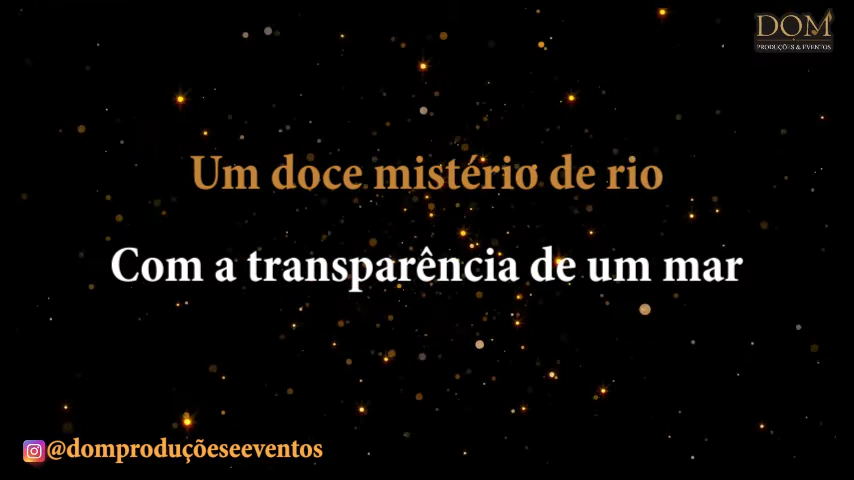 DOM
PRODUÇÕES & EVENTOS
Um doce mistério de rio
Com a transparência de um mar
@domproduçõeseeventos